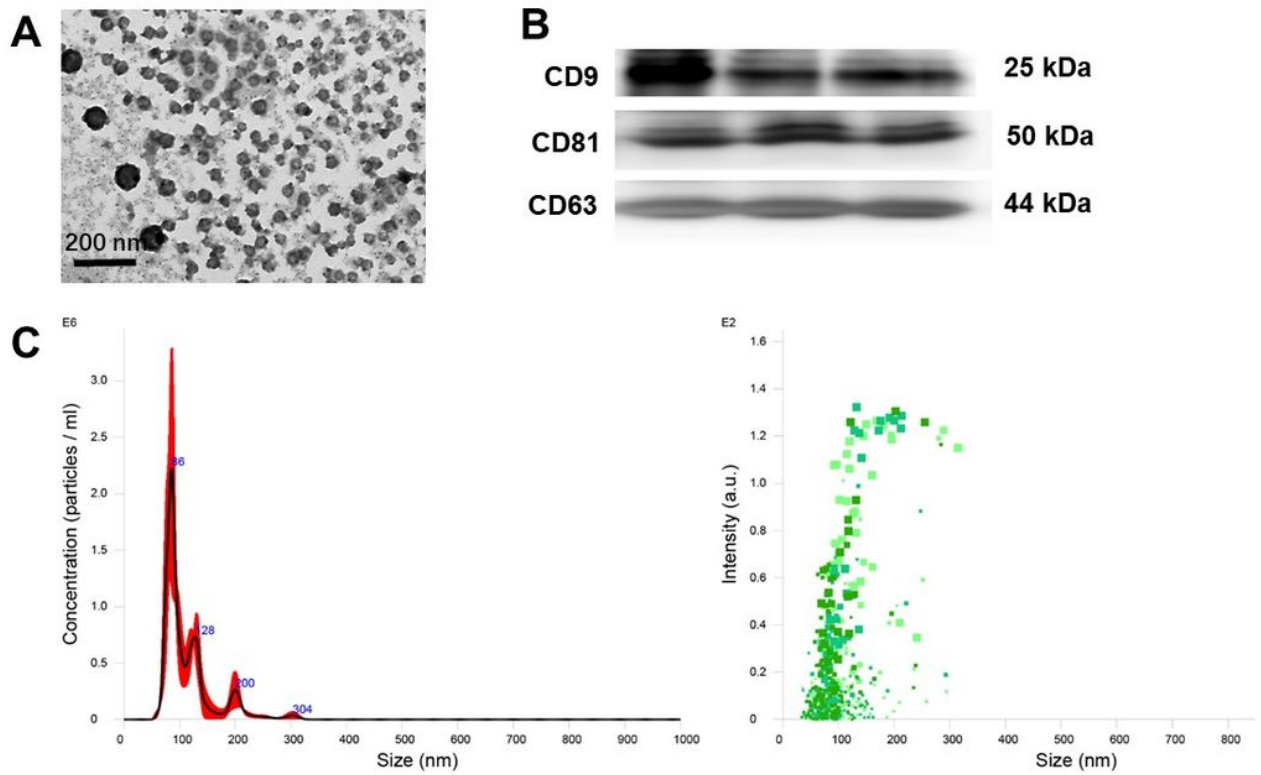 A
200 nm
B
CD9 25 kDa
CD81 50 kDa
CD63 44 kDa
C
E6
Concentration (particles / ml)
3.0
2.5
2.0
1.5
1.0
0.5
0
86
128
200
304
0 100 200 300 400 500 600 700 800 900 1000
Size (nm)
E2
Intensity (a.u.)
1.6
1.4
1.2
1.0
0.8
0.6
0.4
0.2
0
0 100 200 300 400 500 600 700 800
Size (nm)